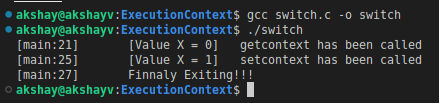 akshay@akshayv:ExecutionContext$ gcc switch.c -o switch
akshay@akshayv:ExecutionContext$ ./switch
[main:21] [Value X = 0] getcontext has been called
[main:25] [Value X = 1] setcontext has been called
[main:27] Finnaly Exiting!!!
akshay@akshayv:ExecutionContext$